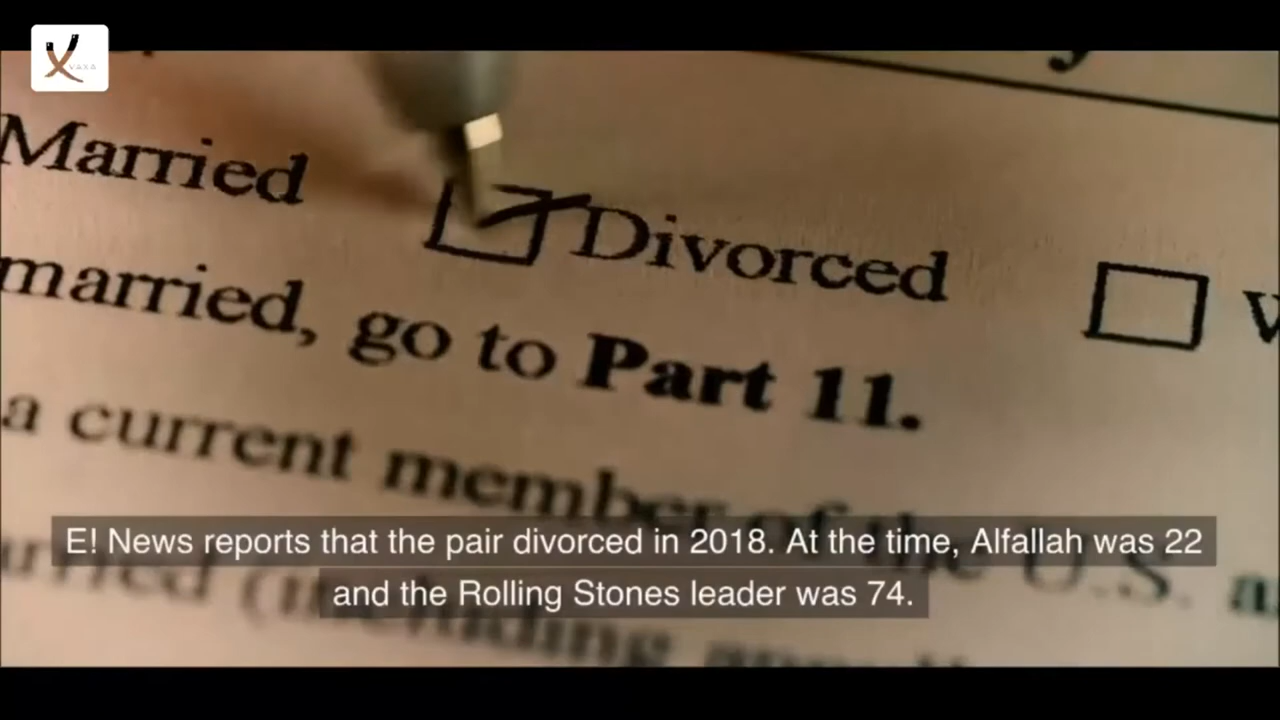 Married Divorced
married, go to Part 11.
a current member of the U.S.
E! News reports that the pair divorced in 2018. At the time, Alfallah was 22
and the Rolling Stones leader was 74.